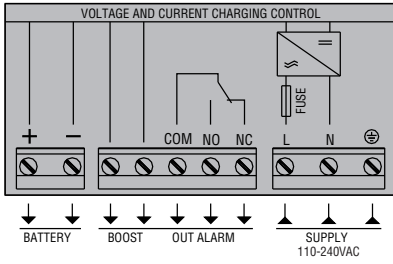 VOLTAGE AND CURRENT CHARGING CONTROL
FUSE
+ − COM NO NC L N
BATTERY BOOST OUT ALARM SUPPLY
110-240VAC